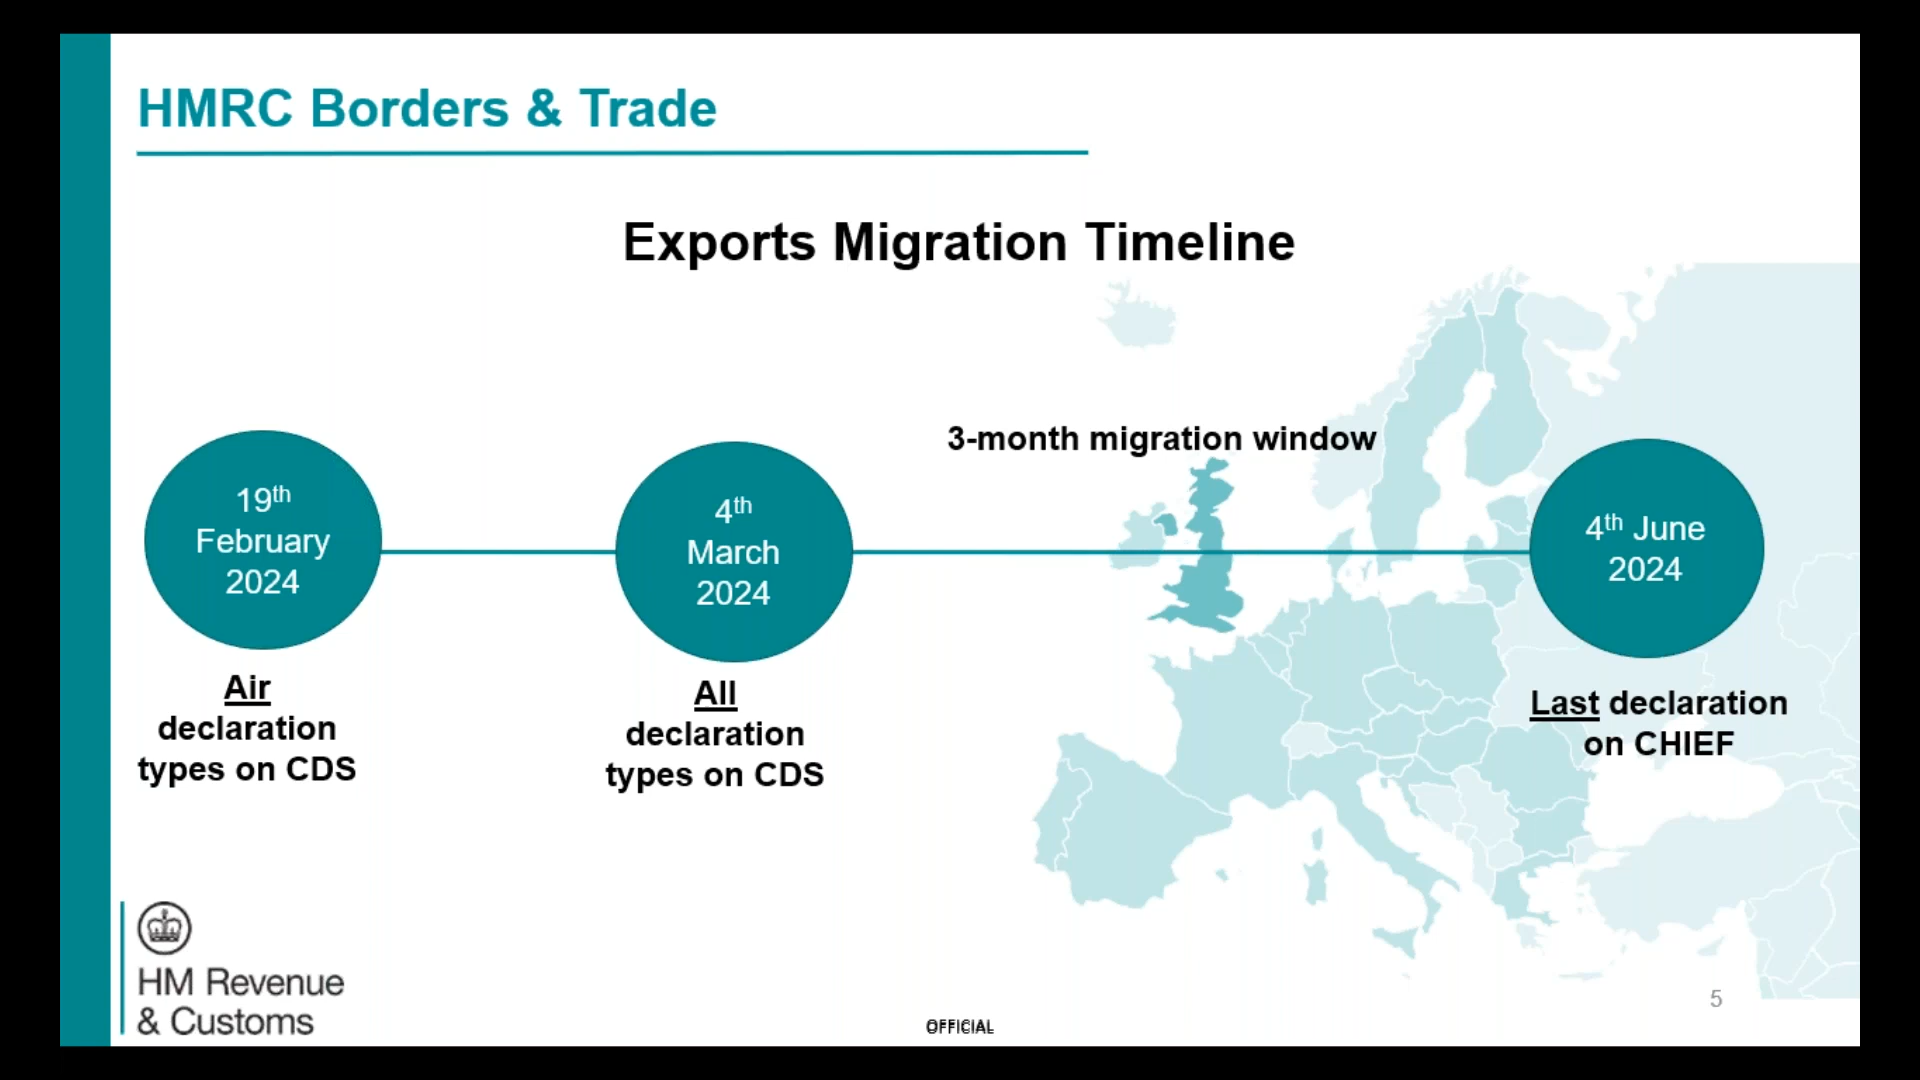 HMRC Borders & Trade
Exports Migration Timeline
3-month migration window
19th
February
2024
4th
March
2024
4th June
2024
Air
declaration
types on CDS
All
declaration
types on CDS
Last declaration
on CHIEF
HM Revenue
& Customs
OFFICIAL
5